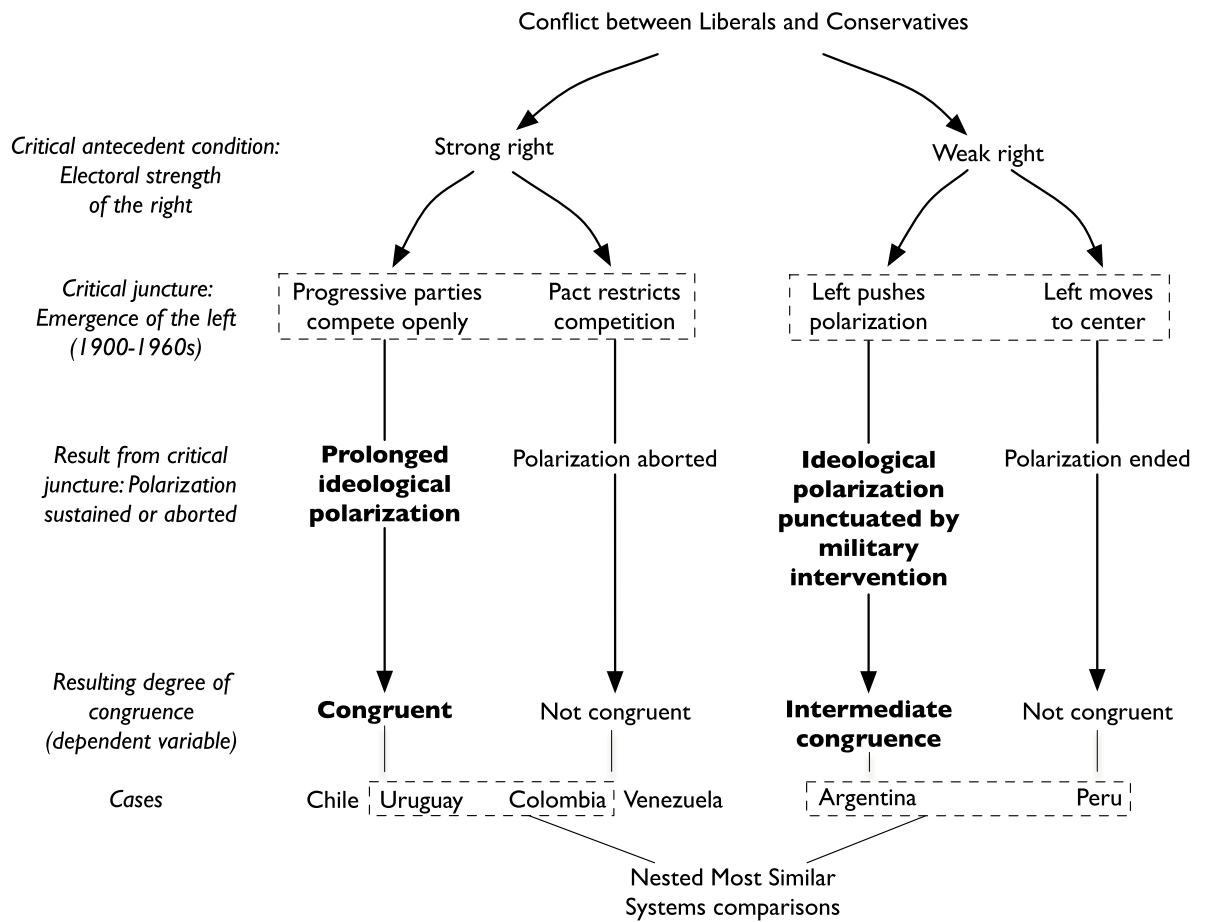 Conflict between Liberals and Conservatives
Critical antecedent condition:
Electoral strength
of the right
Strong right
Weak right
Critical juncture:
Emergence of the left
(1900-1960s)
Progressive parties
compete openly
Pact restricts
competition
Left pushes
polarization
Left moves
to center
Result from critical
juncture: Polarization
sustained or aborted
Prolonged
ideological
polarization
Polarization aborted
Ideological
polarization
punctuated by
military
intervention
Polarization ended
Resulting degree of
congruence
(dependent variable)
Congruent
Not congruent
Intermediate
congruence
Not congruent
Cases
Chile
Uruguay
Colombia
Venezuela
Argentina
Peru
Nested Most Similar
Systems comparisons